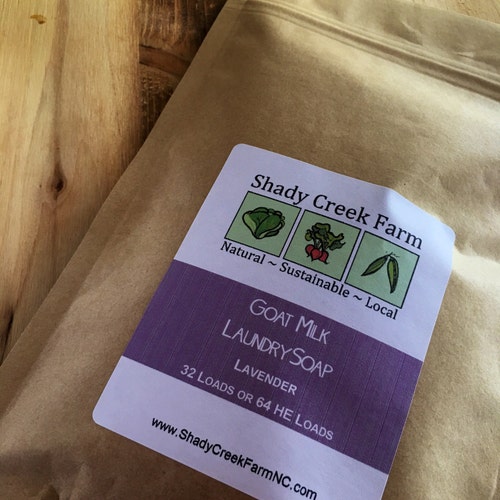 Shady Creek Farm
Natural ~ Sustainable ~ Local
Goat Milk
Laundry Soap
Lavender
32 Loads or 64 HE Loads
www.ShadyCreekFarmNC.com